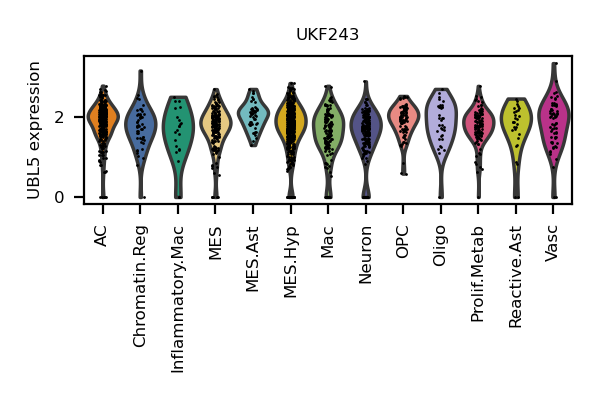 UKF243
UBL5 expression
2
0
AC
Chromatin.Reg
Inflammatory.Mac
MES
MES.Ast
MES.Hyp
Mac
Neuron
OPC
Oligo
Prolif.Metab
Reactive.Ast
Vasc